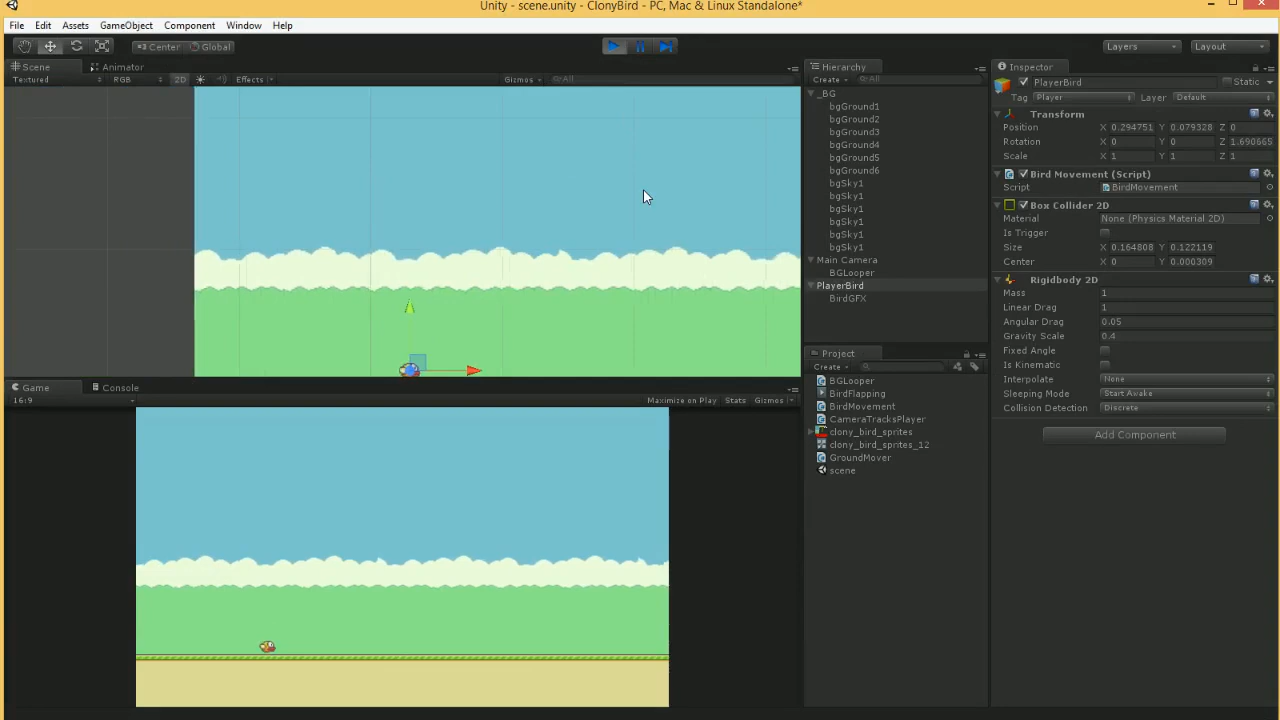 Unity - scene.unity - ClonyBird - PC, Mac & Linux Standalone*
File Edit Assets GameObject Component Window Help
Center Global Layers Layout
Scene Animator
Textured RGB 2D Effects Gizmos All
Hierarchy
Create All
_BG
bgGround1
bgGround2
bgGround3
bgGround4
bgGround5
bgGround6
bgSky1
bgSky1
bgSky1
bgSky1
bgSky1
bgSky1
Main Camera
BGLooper
PlayerBird
BirdGFX
Project
Create
BGLooper
BirdFlapping
BirdMovement
CameraTracksPlayer
clony_bird_sprites
clony_bird_sprites_12
GroundMover
scene
Inspector
PlayerBird Static
Tag Player Layer Default
Transform
Position X 0.294751 Y 0.079328 Z 0
Rotation X 0 Y 0 Z 1.690665
Scale X 1 Y 1 Z 1
Bird Movement (Script)
Script BirdMovement
Box Collider 2D
Material None (Physics Material 2D)
Is Trigger
Size X 0.164808 Y 0.122119
Center X 0 Y 0.000309
Rigidbody 2D
Mass 1
Linear Drag 1
Angular Drag 0.05
Gravity Scale 0.4
Fixed Angle
Is Kinematic
Interpolate None
Sleeping Mode Start Awake
Collision Detection Discrete
Add Component
Game Console
16:9 Maximize on Play Stats Gizmos